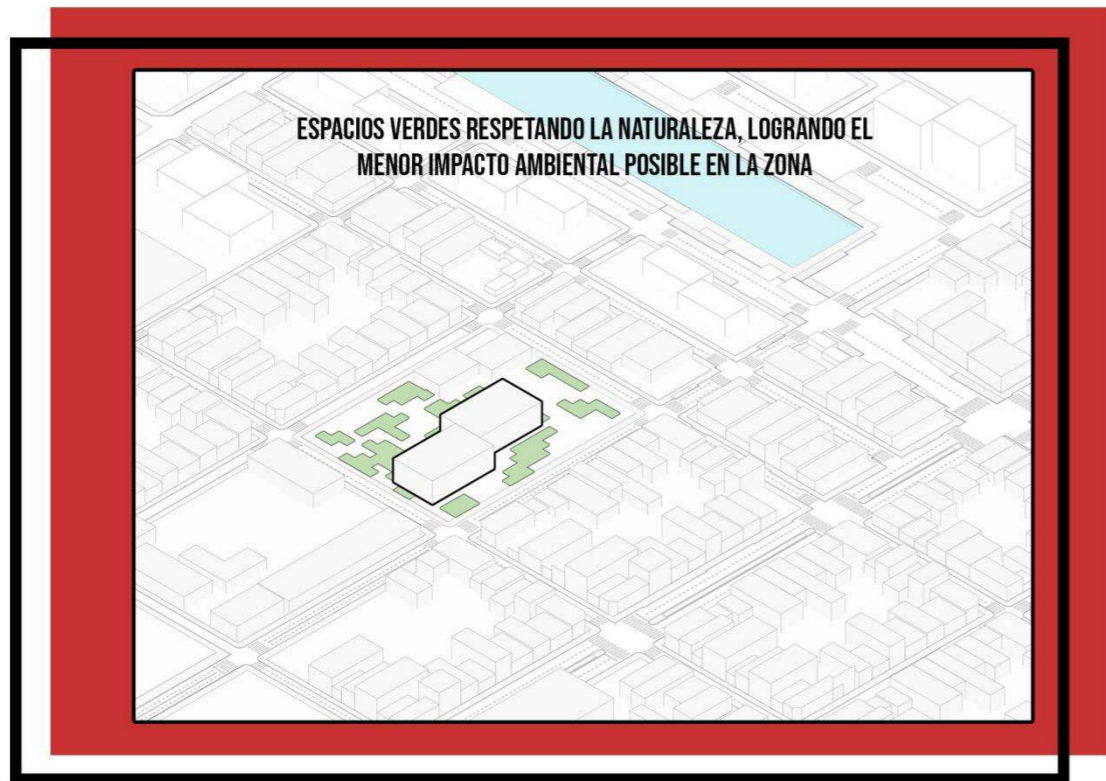 ESPACIOS VERDES RESPETANDO LA NATURALEZA, LOGRANDO EL
MENOR IMPACTO AMBIENTAL POSIBLE EN LA ZONA